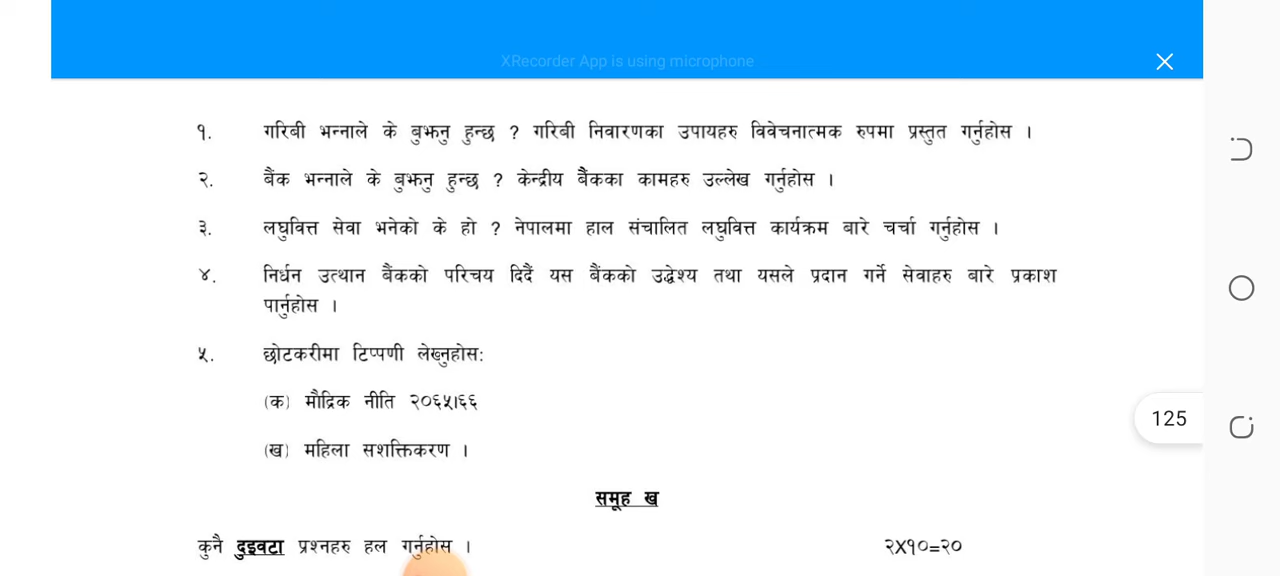 XRecorder App is using microphone
१. गरिबी भन्नाले के बुझ्नु हुन्छ ? गरिबी निवारणका उपायहरु विवेचनात्मक रुपमा प्रस्तुत गर्नुहोस ।
२. बैंक भन्नाले के बुझ्नु हुन्छ ? केन्द्रीय बैंकका कामहरु उल्लेख गर्नुहोस ।
३. लघुवित्त सेवा भनेको के हो ? नेपालमा हाल संचालित लघुवित्त कार्यक्रम बारे चर्चा गर्नुहोस ।
४. निर्धन उत्थान बैंकको परिचय दिदैं यस बैंकको उद्धेश्य तथा यसले प्रदान गर्ने सेवाहरु बारे प्रकाश
पार्नुहोस ।
५. छोटकरीमा टिप्पणी लेख्नुहोस:
(क) मौद्रिक नीति २०६५।६६
125
(ख) महिला सशक्तिकरण ।
समूह ख
कुनै दुइवटा प्रश्नहरु हल गर्नुहोस । २X१०=२०